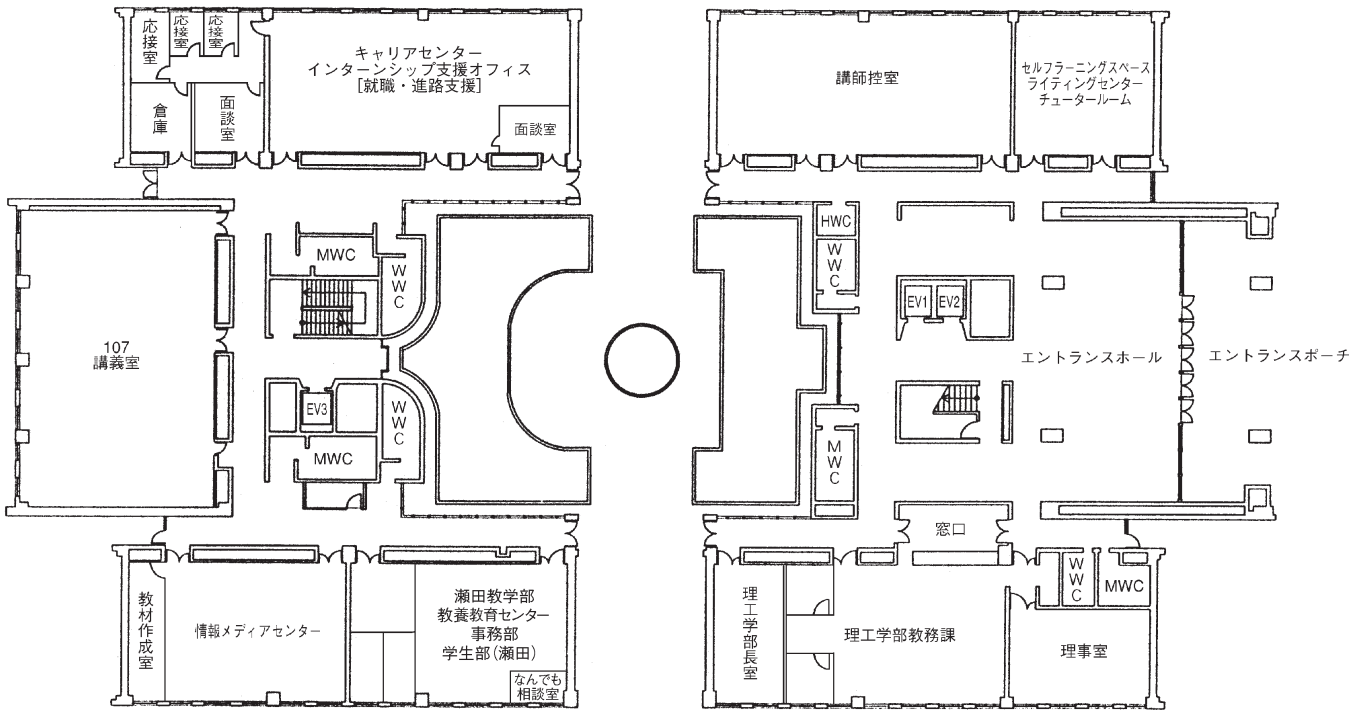 応接室
応接室
応接室
キャリアセンター
インターンシップ支援オフィス
[就職・進路支援]
倉庫
面談室
面談室
講師控室
セルフラーニングスペース
ライティングセンター
チュータールーム
MWC
WWC
HWC
WWC
EV1
EV2
107
講義室
エントランスホール
エントランスポーチ
EV3
WWC
MWC
MWC
窓口
教材作成室
情報メディアセンター
瀬田教学部
教養教育センター
事務部
学生部(瀬田)
なんでも
相談室
理工学部長室
理工学部教務課
WWC
MWC
理事室